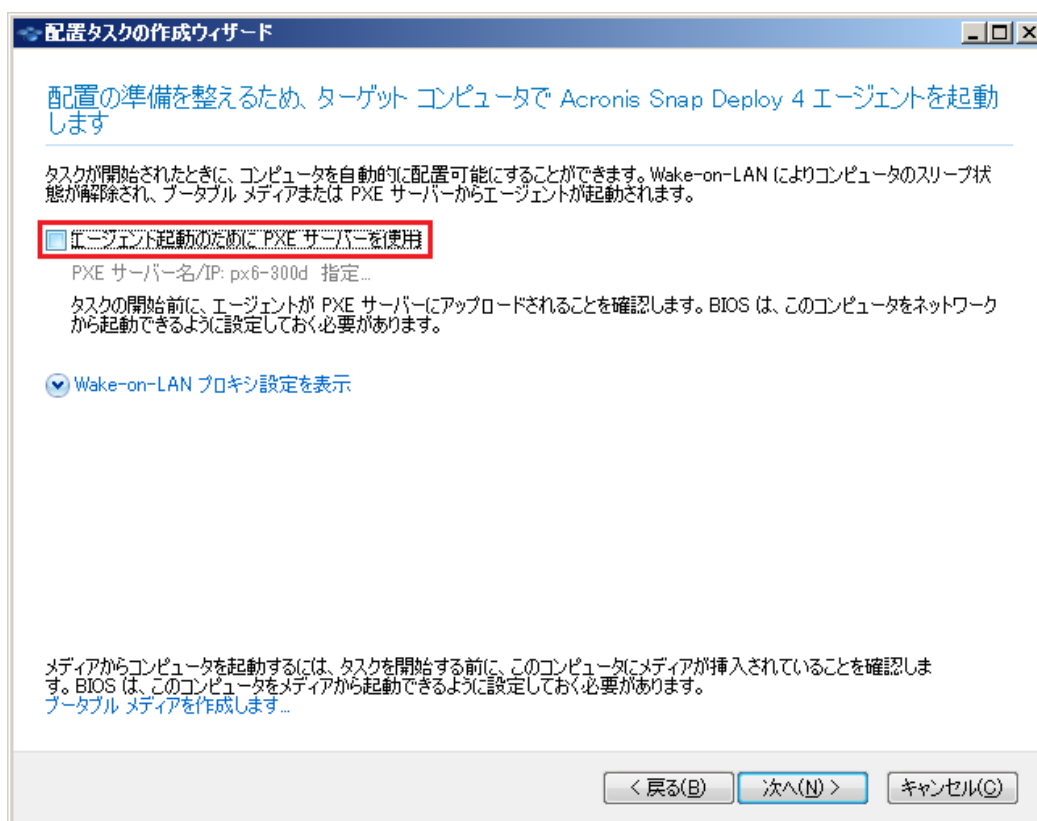 配置タスクの作成ウィザード
配置の準備を整えるため、ターゲット コンピュータで Acronis Snap Deploy 4 エージェントを起動
します
タスクが開始されたときに、コンピュータを自動的に配置可能にすることができます。Wake-on-LAN によりコンピュータのスリープ状
態が解除され、ブータブル メディアまたは PXE サーバーからエージェントが起動されます。
エージェント起動のために PXE サーバーを使用
PXE サーバー名/IP: px6-300d 指定...
タスクの開始前に、エージェントが PXE サーバーにアップロードされることを確認します。BIOS は、このコンピュータをネットワーク
から起動できるように設定しておく必要があります。
Wake-on-LAN プロキシ設定を表示
メディアからコンピュータを起動するには、タスクを開始する前に、このコンピュータにメディアが挿入されていることを確認しま
す。BIOS は、このコンピュータをメディアから起動できるように設定しておく必要があります。
ブータブル メディアを作成します...
< 戻る(B) 次へ(N) > キャンセル(C)